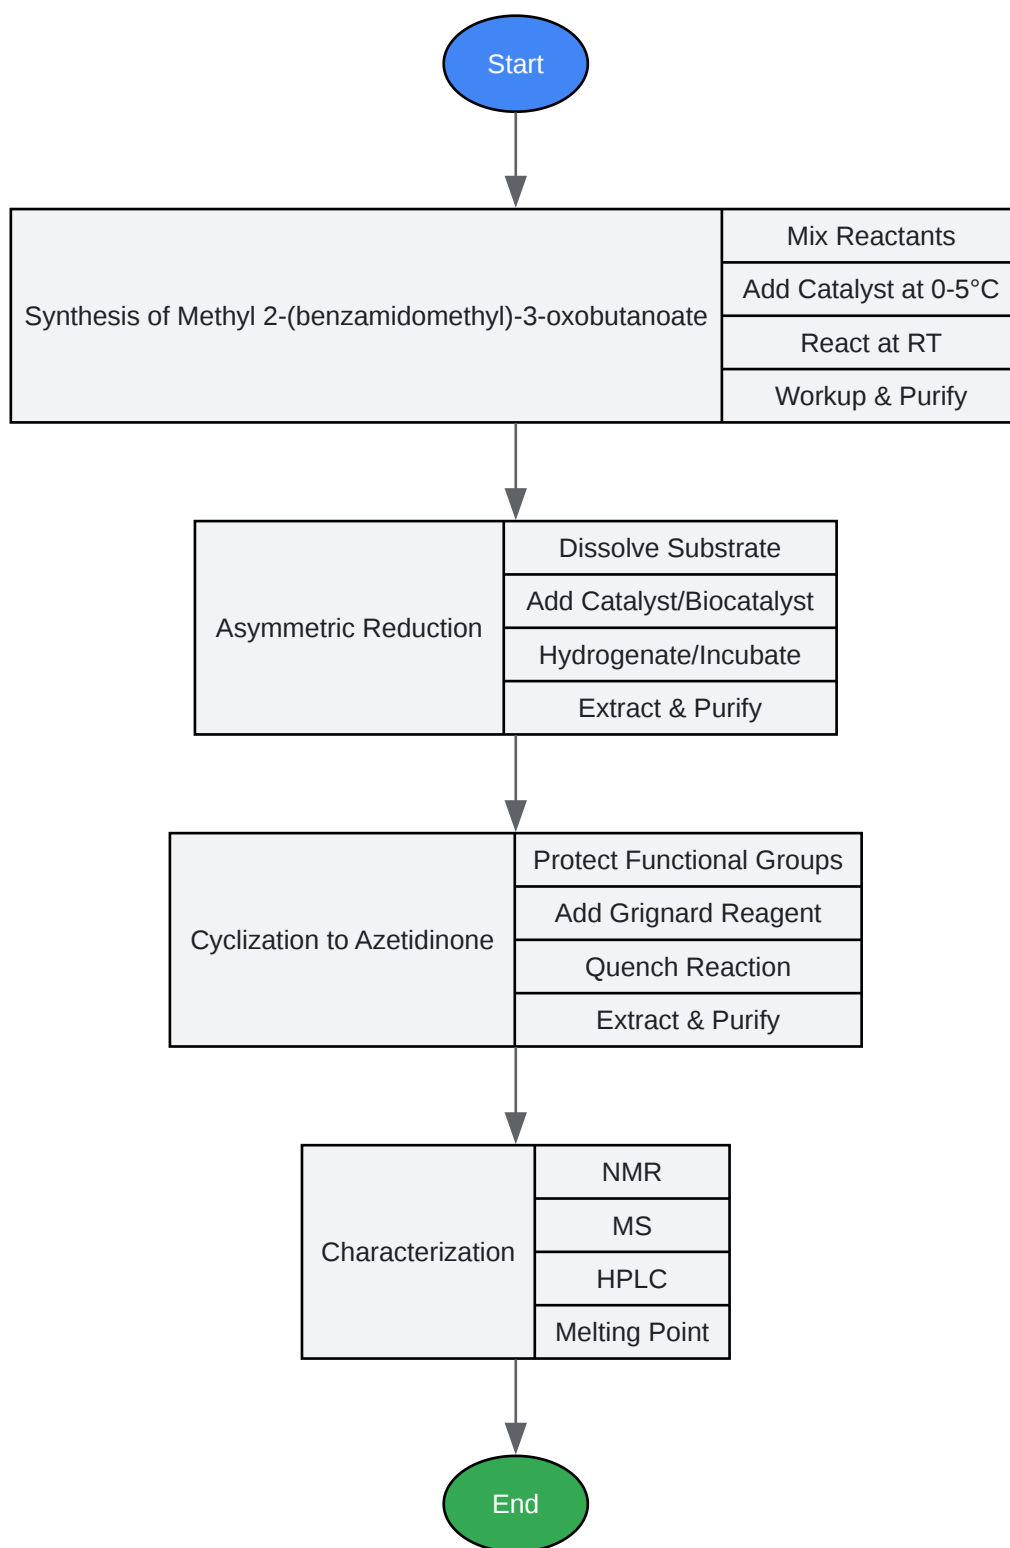 Start
Synthesis of Methyl 2-(benzamidomethyl)-3-oxobutanoate
Mix Reactants
Add Catalyst at 0-5°C
React at RT
Workup & Purify
Asymmetric Reduction
Dissolve Substrate
Add Catalyst/Biocatalyst
Hydrogenate/Incubate
Extract & Purify
Cyclization to Azetidinone
Protect Functional Groups
Add Grignard Reagent
Quench Reaction
Extract & Purify
Characterization
NMR
MS
HPLC
Melting Point
End